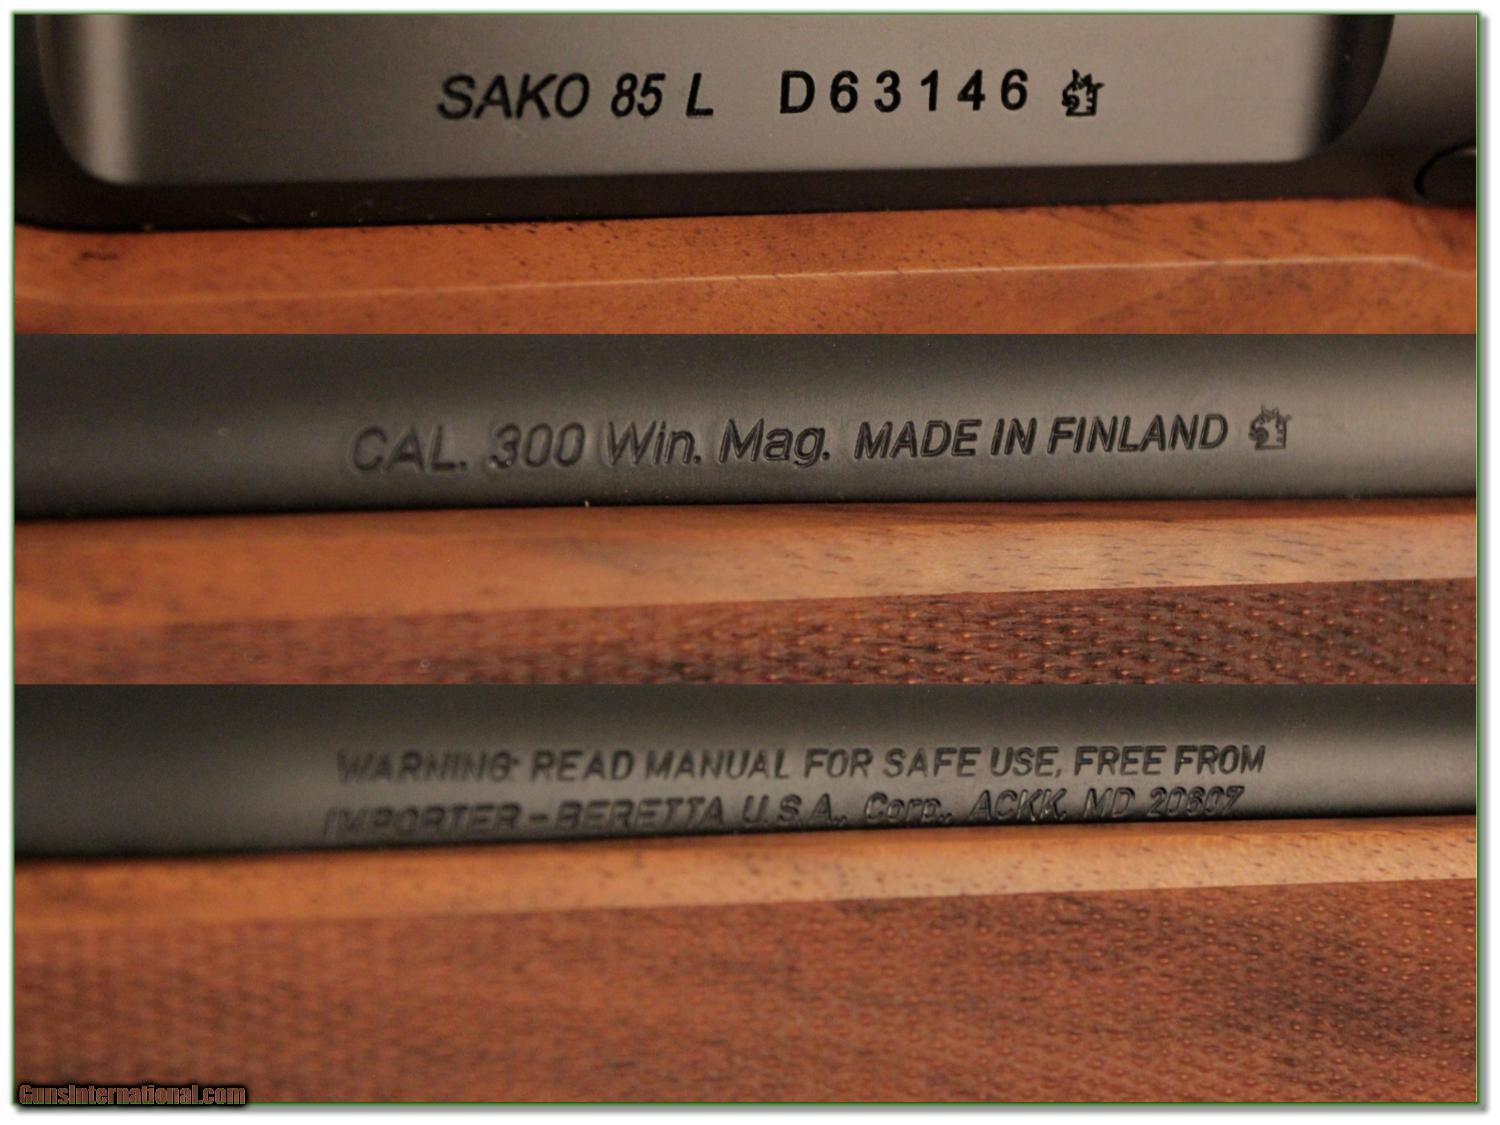 SAKO 85 L D63146
CAL. 300 Win. Mag. MADE IN FINLAND
WARNING: READ MANUAL FOR SAFE USE, FREE FROM
IMPORTER – BERETTA U.S.A., Corp., ACKK, MD 20607
GunsInternational.com